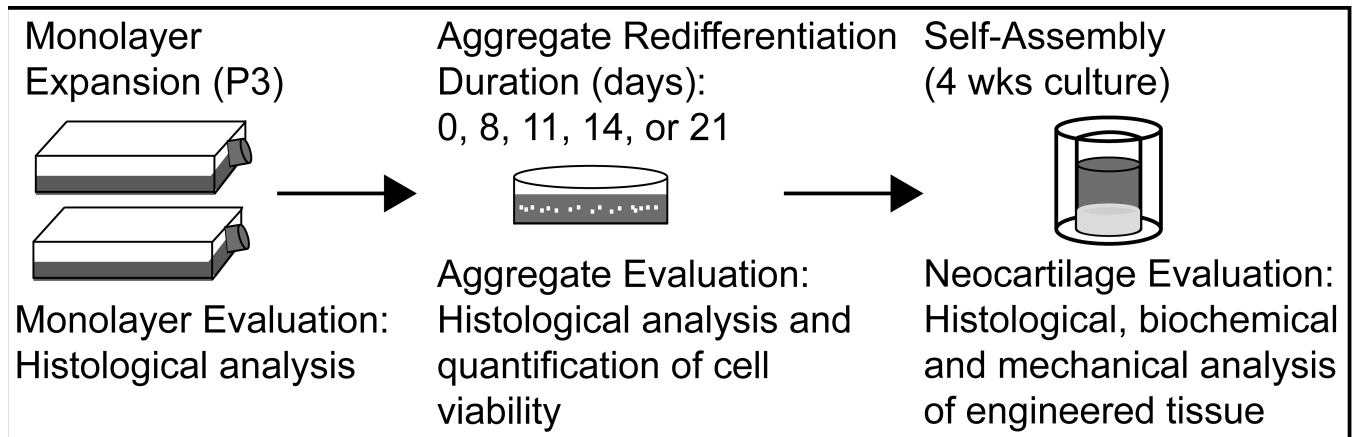 Monolayer
Expansion (P3)
Monolayer Evaluation:
Histological analysis
Aggregate Redifferentiation
Duration (days):
0, 8, 11, 14, or 21
Aggregate Evaluation:
Histological analysis and
quantification of cell
viability
Self-Assembly
(4 wks culture)
Neocartilage Evaluation:
Histological, biochemical
and mechanical analysis
of engineered tissue